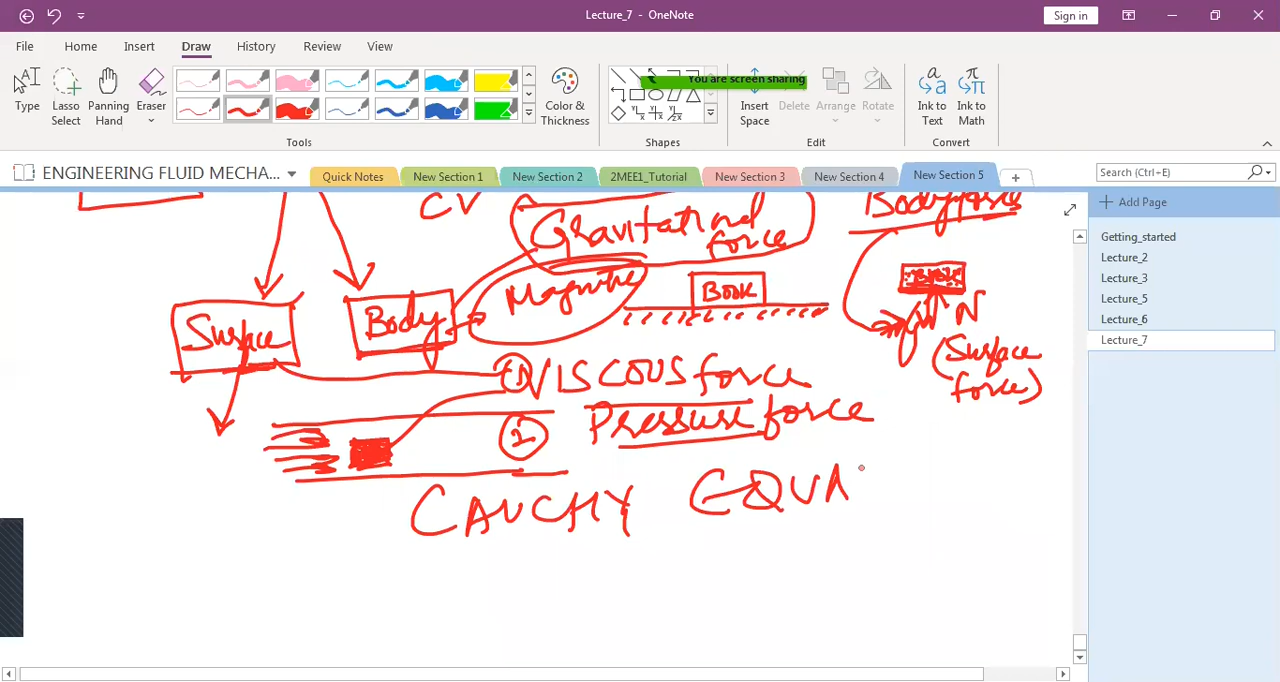 Lecture_7 - OneNote
Sign in
File Home Insert Draw History Review View
You are screen sharing
Type
Lasso Select
Panning Hand
Eraser
Color & Thickness
Insert Space
Delete
Arrange
Rotate
Ink to Text
Ink to Math
Tools
Shapes
Edit
Convert
ENGINEERING FLUID MECHA...
Quick Notes
New Section 1
New Section 2
2MEE1_Tutorial
New Section 3
New Section 4
New Section 5
Search (Ctrl+E)
Add Page
Getting_started
Lecture_2
Lecture_3
Lecture_5
Lecture_6
Lecture_7
CV
Gravitational force
Magnetic
Book
N
(Surface force)
Surface
Body
VISCOUS force
Pressure force
CAUCHY EQUA